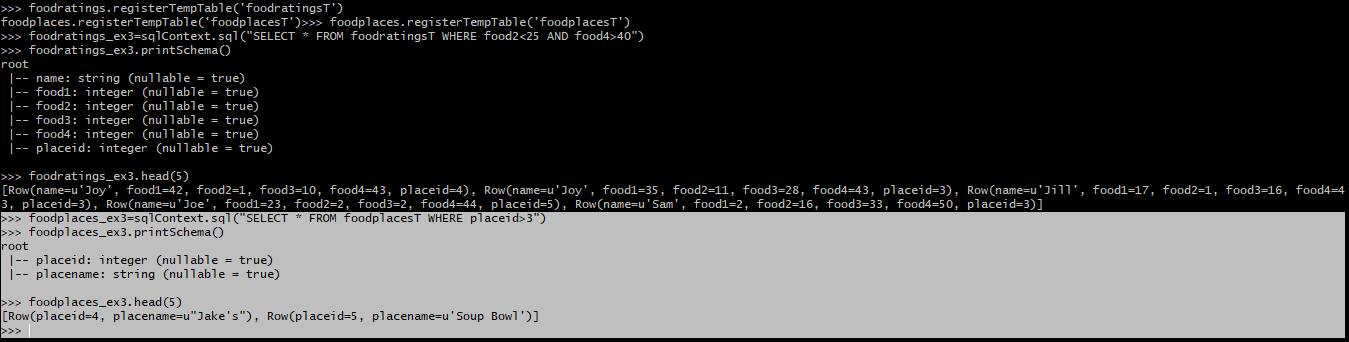 >>> foodratings.registerTempTable('foodratingsT')
foodplaces.registerTempTable('foodplacesT')>>> foodplaces.registerTempTable('foodplacesT')
>>> foodratings_ex3=sqlContext.sql("SELECT * FROM foodratingsT WHERE food2<25 AND food4>40")
>>> foodratings_ex3.printSchema()
root
 |-- name: string (nullable = true)
 |-- food1: integer (nullable = true)
 |-- food2: integer (nullable = true)
 |-- food3: integer (nullable = true)
 |-- food4: integer (nullable = true)
 |-- placeid: integer (nullable = true)

>>> foodratings_ex3.head(5)
[Row(name=u'Joy', food1=42, food2=1, food3=10, food4=43, placeid=4), Row(name=u'Joy', food1=35, food2=11, food3=28, food4=43, placeid=3), Row(name=u'Jill', food1=17, food2=1, food3=16, food4=4
3, placeid=3), Row(name=u'Joe', food1=23, food2=2, food3=2, food4=44, placeid=5), Row(name=u'Sam', food1=2, food2=16, food3=33, food4=50, placeid=3)]
>>> foodplaces_ex3=sqlContext.sql("SELECT * FROM foodplacesT WHERE placeid>3")
>>> foodplaces_ex3.printSchema()
root
 |-- placeid: integer (nullable = true)
 |-- placename: string (nullable = true)

>>> foodplaces_ex3.head(5)
[Row(placeid=4, placename=u"Jake's"), Row(placeid=5, placename=u'Soup Bowl')]
>>>